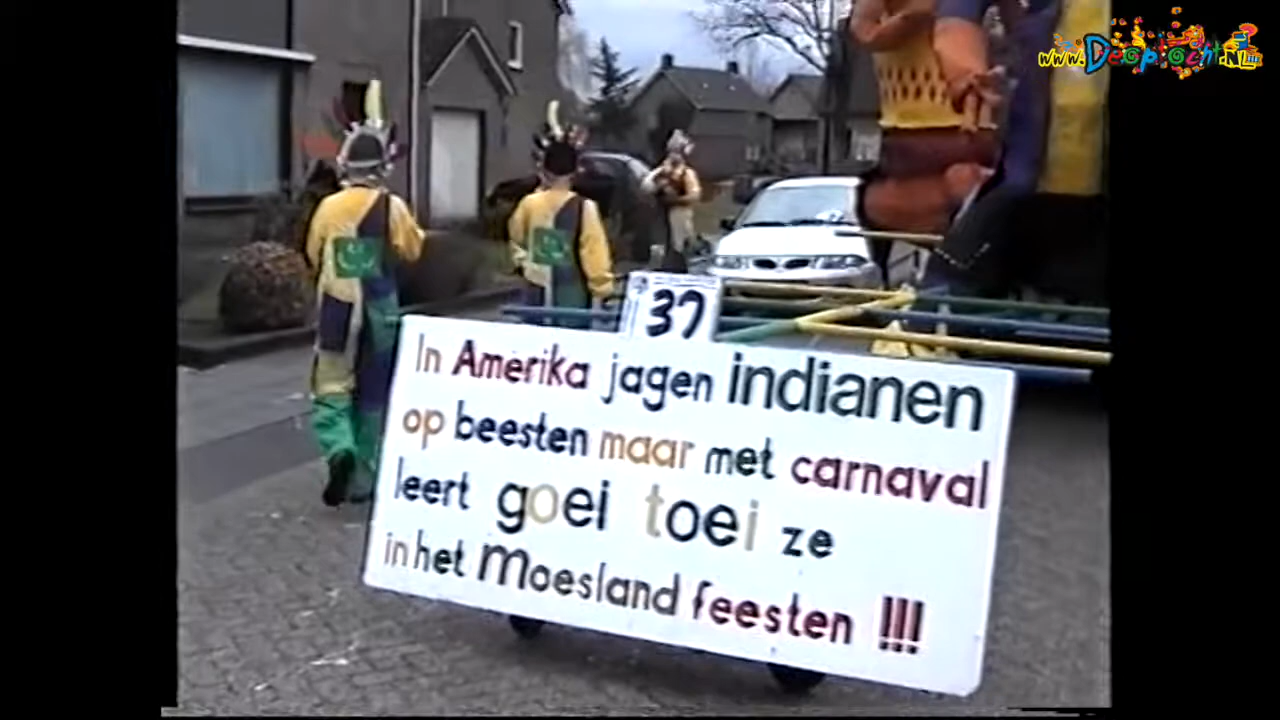 www.Deoptocht.NL
37
In Amerika jagen indianen
op beesten maar met carnaval
leert goei toei ze
in het Moesland feesten !!!